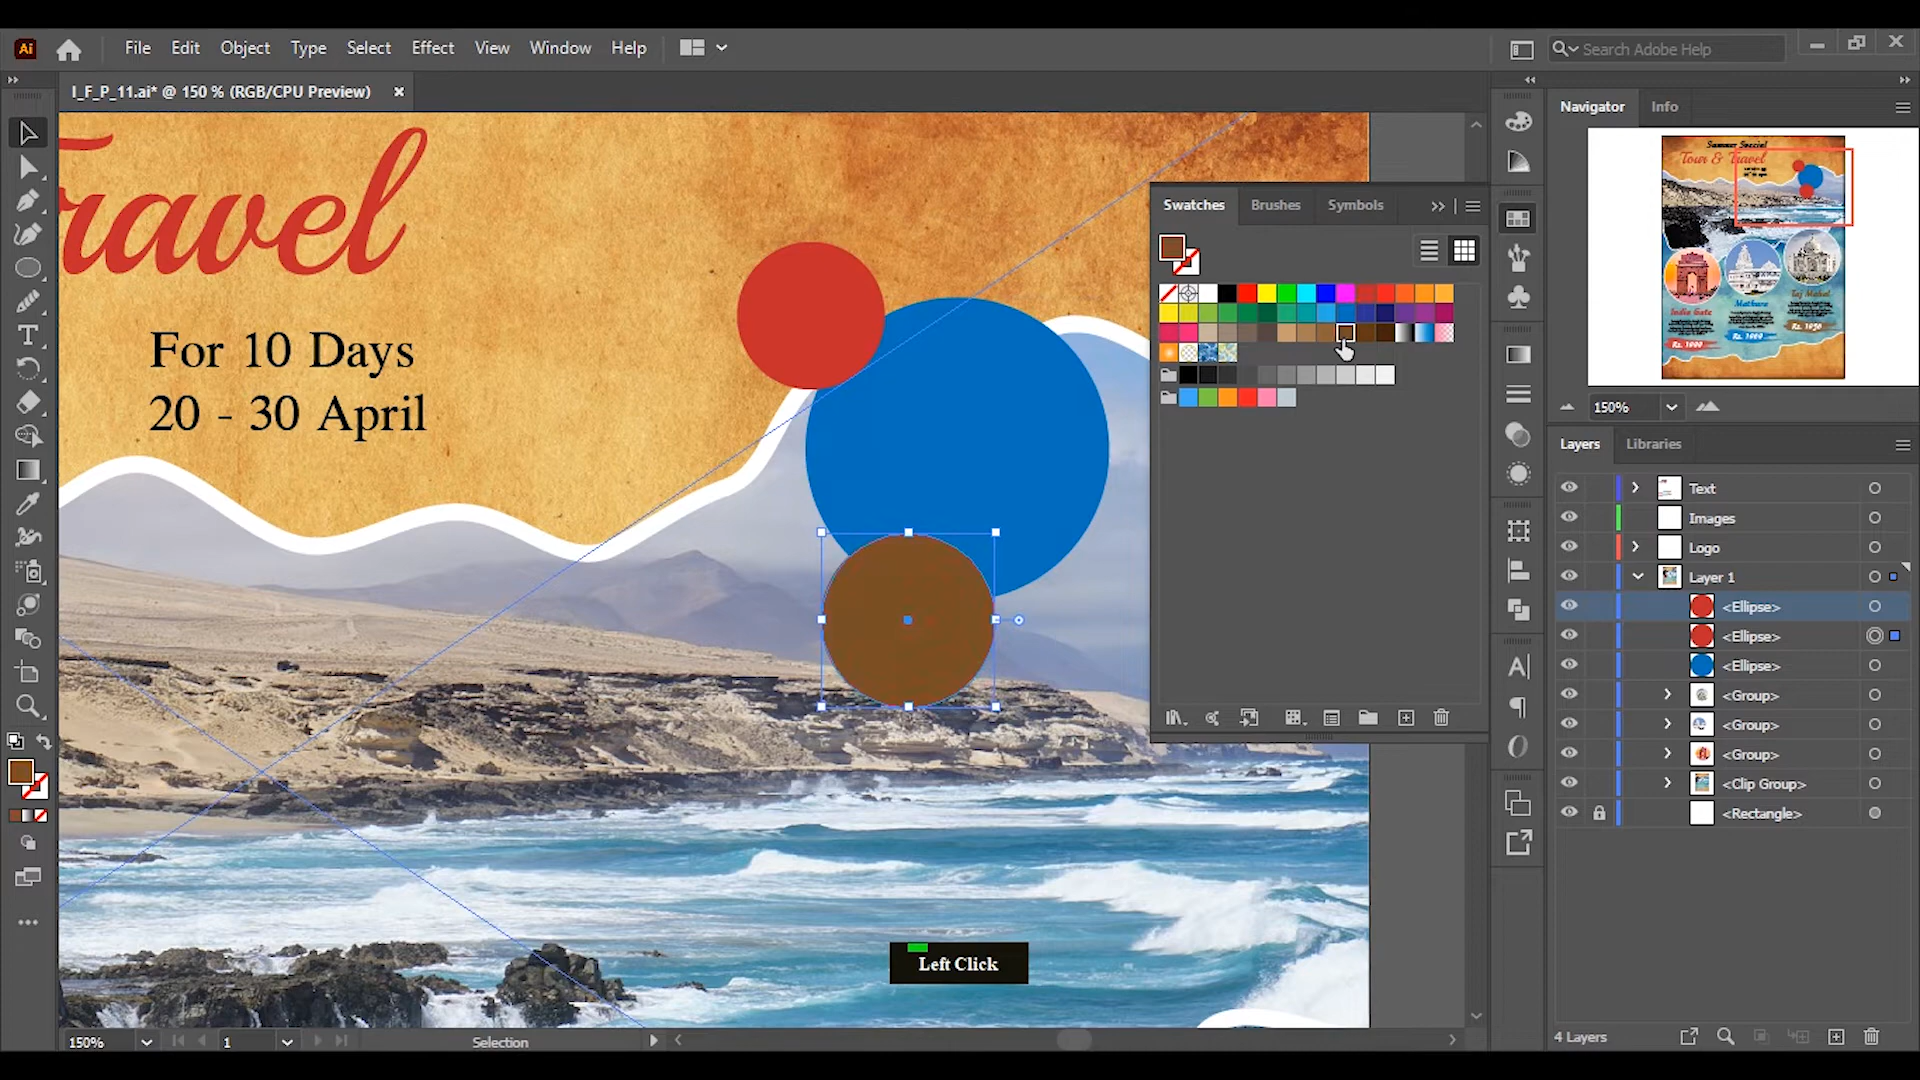 Ai
File Edit Object Type Select Effect View Window Help
Search Adobe Help
I_F_P_11.ai* @ 150 % (RGB/CPU Preview)
Travel
For 10 Days
20 - 30 April
Swatches Brushes Symbols
Navigator Info
Summer Special
Tour & Travel
India Gate
Mathura
Taj Mahal
150%
Layers Libraries
Text
Images
Logo
Layer 1
<Ellipse>
<Ellipse>
<Ellipse>
<Group>
<Group>
<Group>
<Clip Group>
<Rectangle>
Left Click
150%
1
Selection
4 Layers